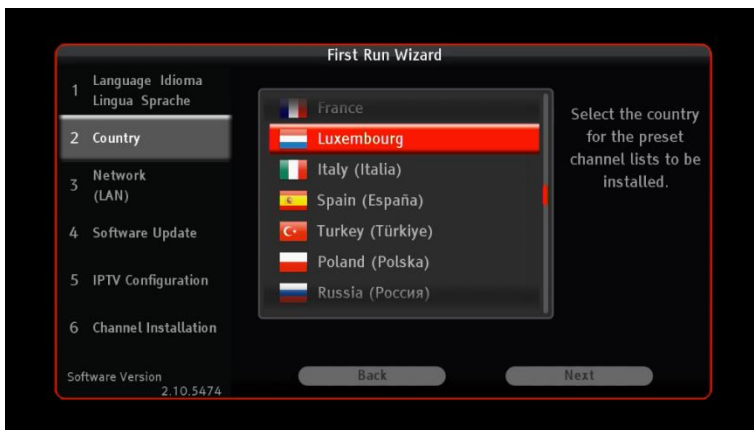 First Run Wizard
1 Language Idioma
Lingua Sprache
2 Country
3 Network
(LAN)
4 Software Update
5 IPTV Configuration
6 Channel Installation
Software Version
2.10.5474
France
Luxembourg
Italy (Italia)
Spain (España)
Turkey (Türkiye)
Poland (Polska)
Russia (Россия)
Select the country
for the preset
channel lists to be
installed.
Back
Next